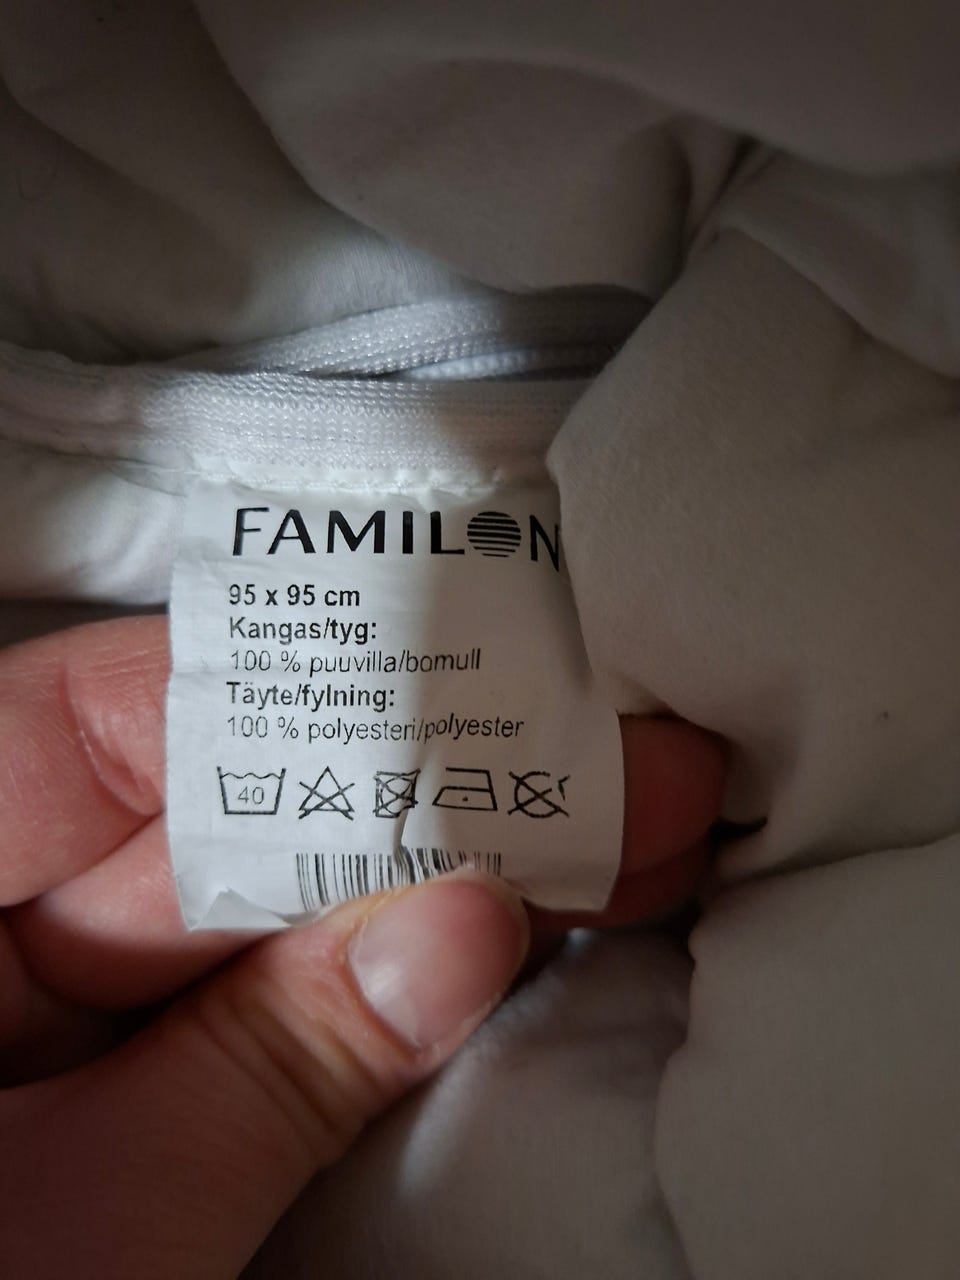 FAMILON
95 x 95 cm
Kangas/tyg:
100 % puuvilla/bomull
Täyte/fylning:
100 % polyesteri/polyester
40